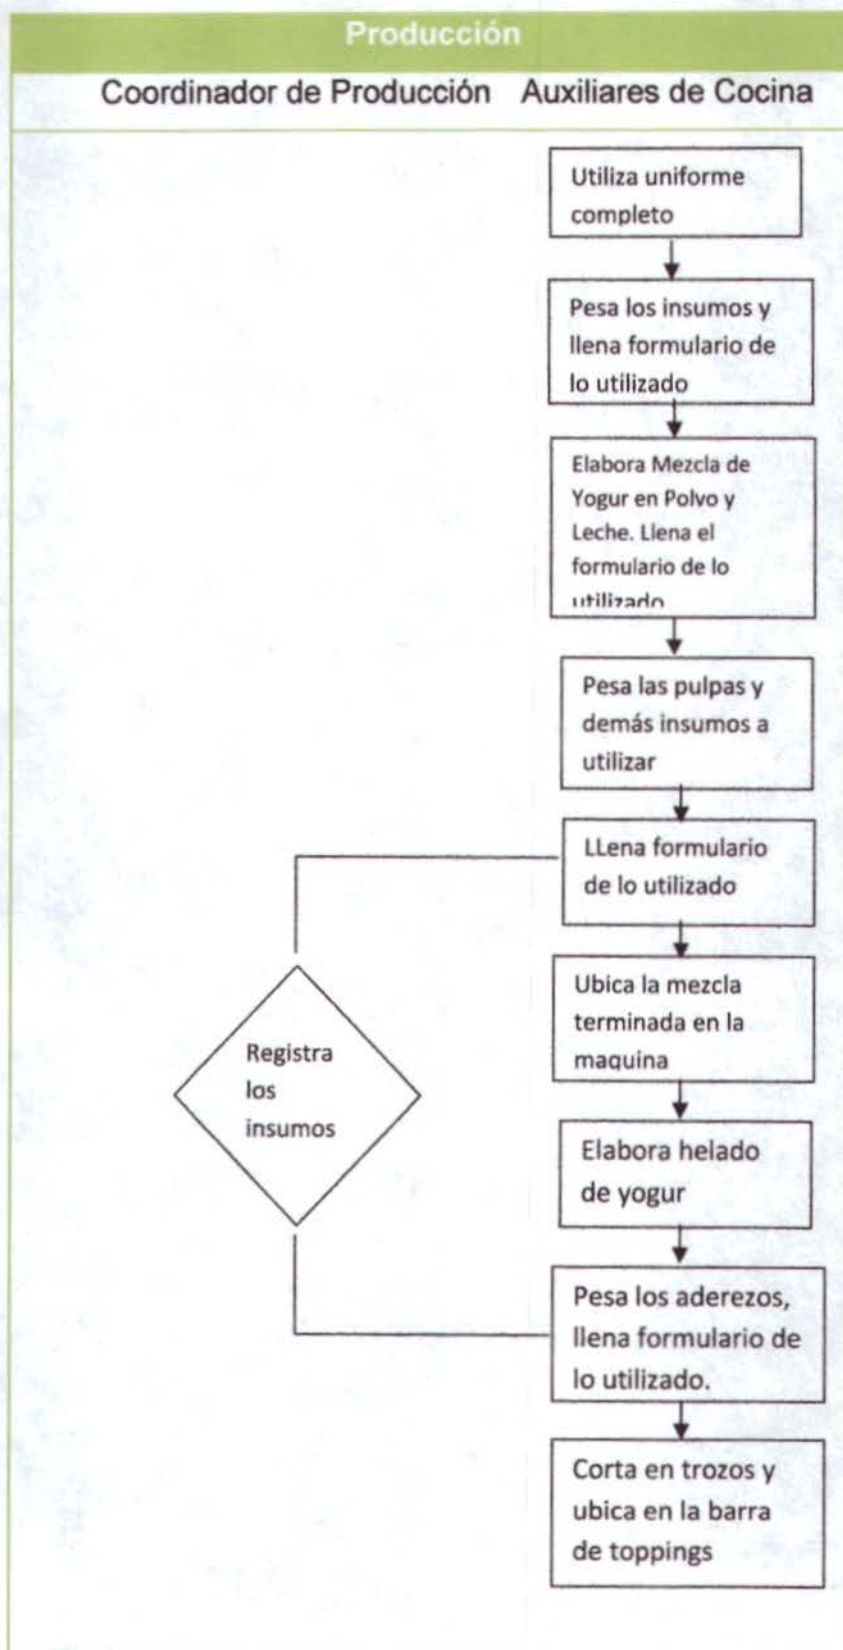 Producción
Coordinador de Producción Auxiliares de Cocina
Utiliza uniforme
completo
Pesa los insumos y
llena formulario de
lo utilizado
Elabora Mezcla de
Yogur en Polvo y
Leche. Llena el
formulario de lo
utilizado
Pesa las pulpas y
demás insumos a
utilizar
LLena formulario
de lo utilizado
Ubica la mezcla
terminada en la
maquina
Registra
los
insumos
Elabora helado
de yogur
Pesa los aderezos,
llena formulario de
lo utilizado.
Corta en trozos y
ubica en la barra
de toppings